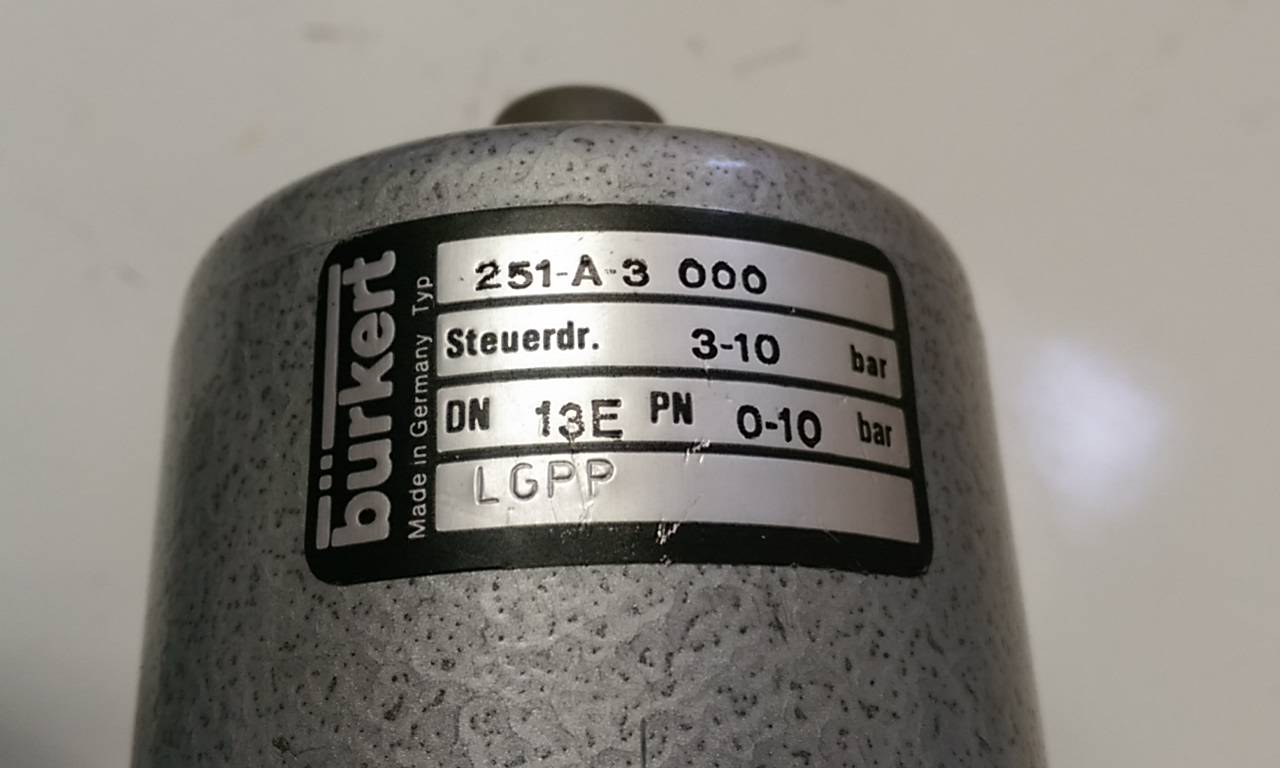 bürkert
Made in Germany Typ
251-A-3 000
Steuerdr. 3-10 bar
DN 13E PN 0-10 bar
LGPP